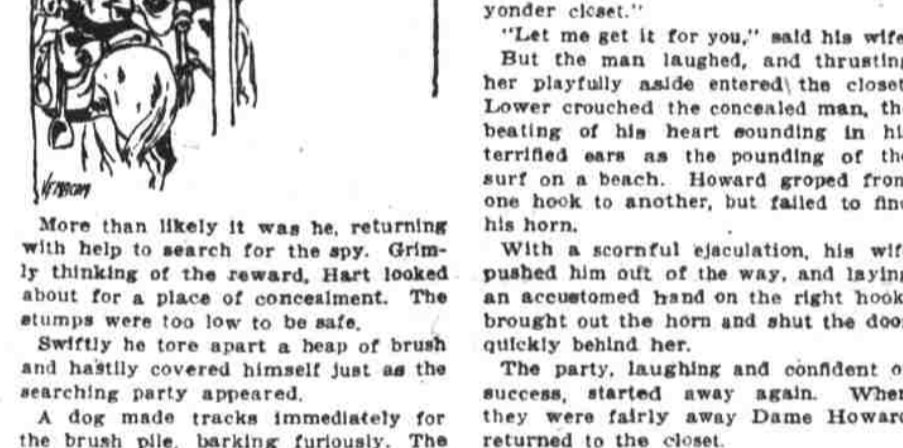 More than likely it was he, returning
with help to search for the spy. Grim-
ly thinking of the reward, Hart looked
about for a place of concealment. The
stumps were too low to be safe.
Swiftly he tore apart a heap of brush
and hastily covered himself just as the
searching party appeared.
A dog made tracks immediately for
the brush pile, barking furiously. The
yonder closet."
"Let me get it for you," said his wife
But the man laughed, and thrusting
her playfully aside entered the closet
Lower crouched the concealed man, the
beating of his heart sounding in his
terrified ears as the pounding of the
surf on a beach. Howard groped from
one hook to another, but failed to find
his horn.
With a scornful ejaculation, his wife
pushed him out of the way, and laying
an accustomed hand on the right hook
brought out the horn and shut the door
quickly behind her.
The party, laughing and confident of
success, started away again. When
they were fairly away Dame Howard
returned to the closet.